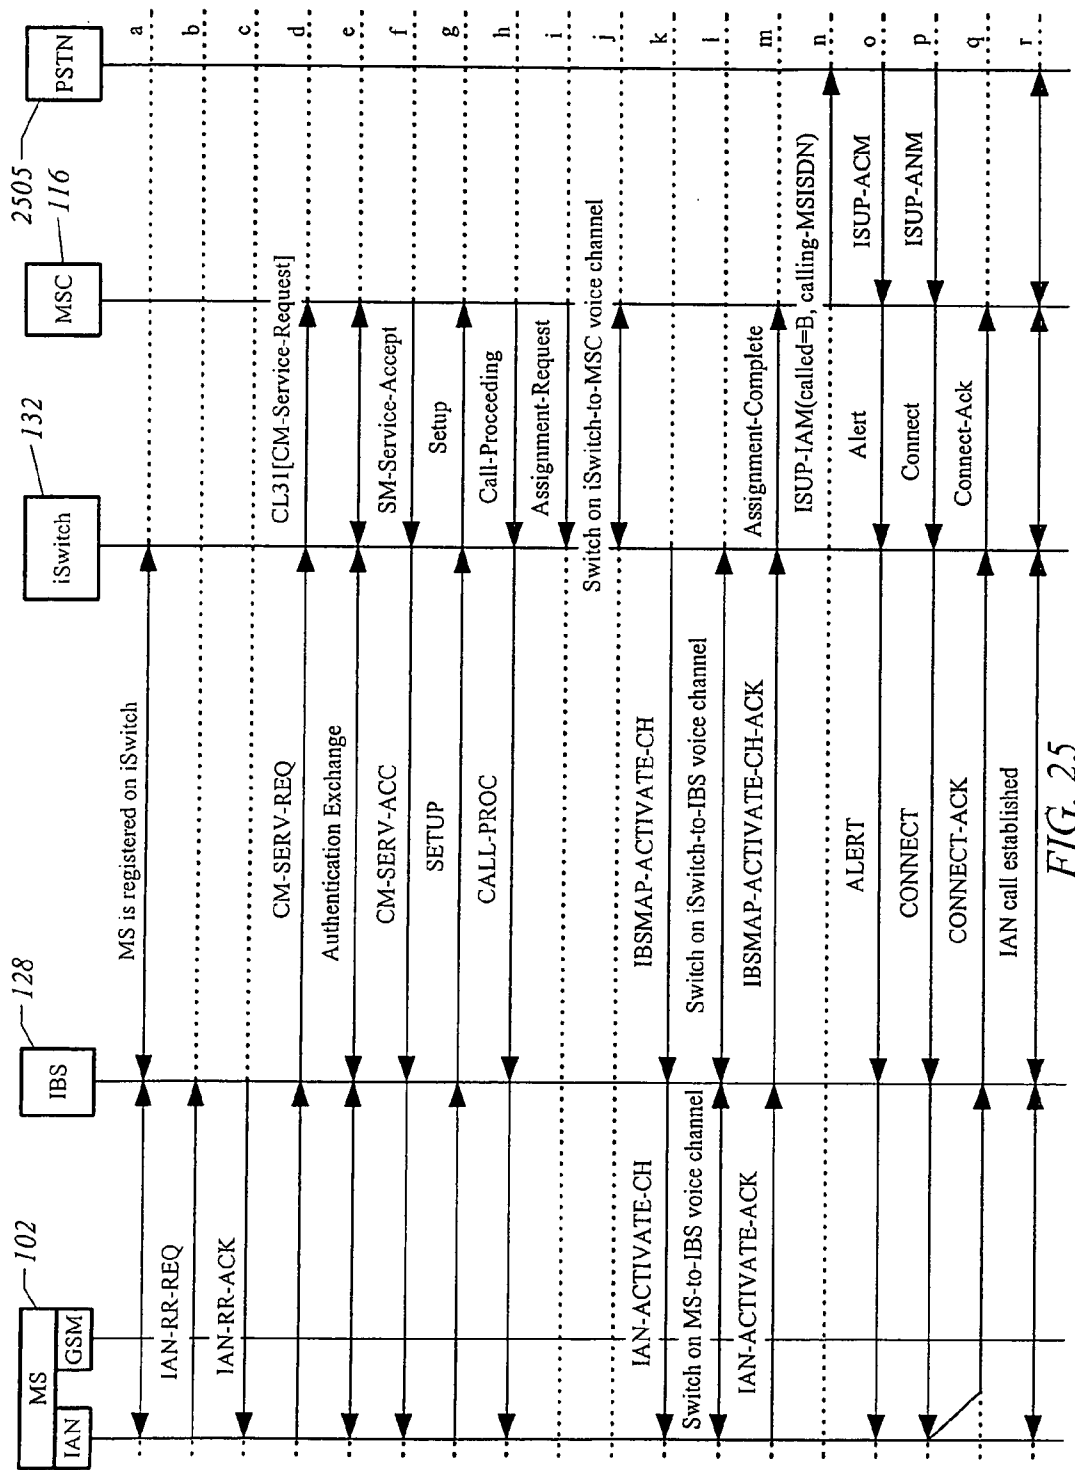 102
MS
IAN
GSM
128
IBS
132
iSwitch
116
MSC
2505
PSTN
MS is registered on iSwitch
a
IAN-RR-REQ
b
IAN-RR-ACK
c
CM-SERV-REQ
CL31[CM-Service-Request]
d
Authentication Exchange
e
CM-SERV-ACC
SM-Service-Accept
f
SETUP
Setup
g
CALL-PROC
Call-Proceeding
h
Assignment-Request
i
Switch on iSwitch-to-MSC voice channel
j
IAN-ACTIVATE-CH
IBSMAP-ACTIVATE-CH
k
Switch on MS-to-IBS voice channel
Switch on iSwitch-to-IBS voice channel
l
IAN-ACTIVATE-ACK
IBSMAP-ACTIVATE-CH-ACK
Assignment-Complete
m
ISUP-IAM(called=B, calling-MSISDN)
n
ALERT
Alert
ISUP-ACM
o
CONNECT
Connect
ISUP-ANM
p
CONNECT-ACK
Connect-Ack
q
IAN call established
r
FIG. 25